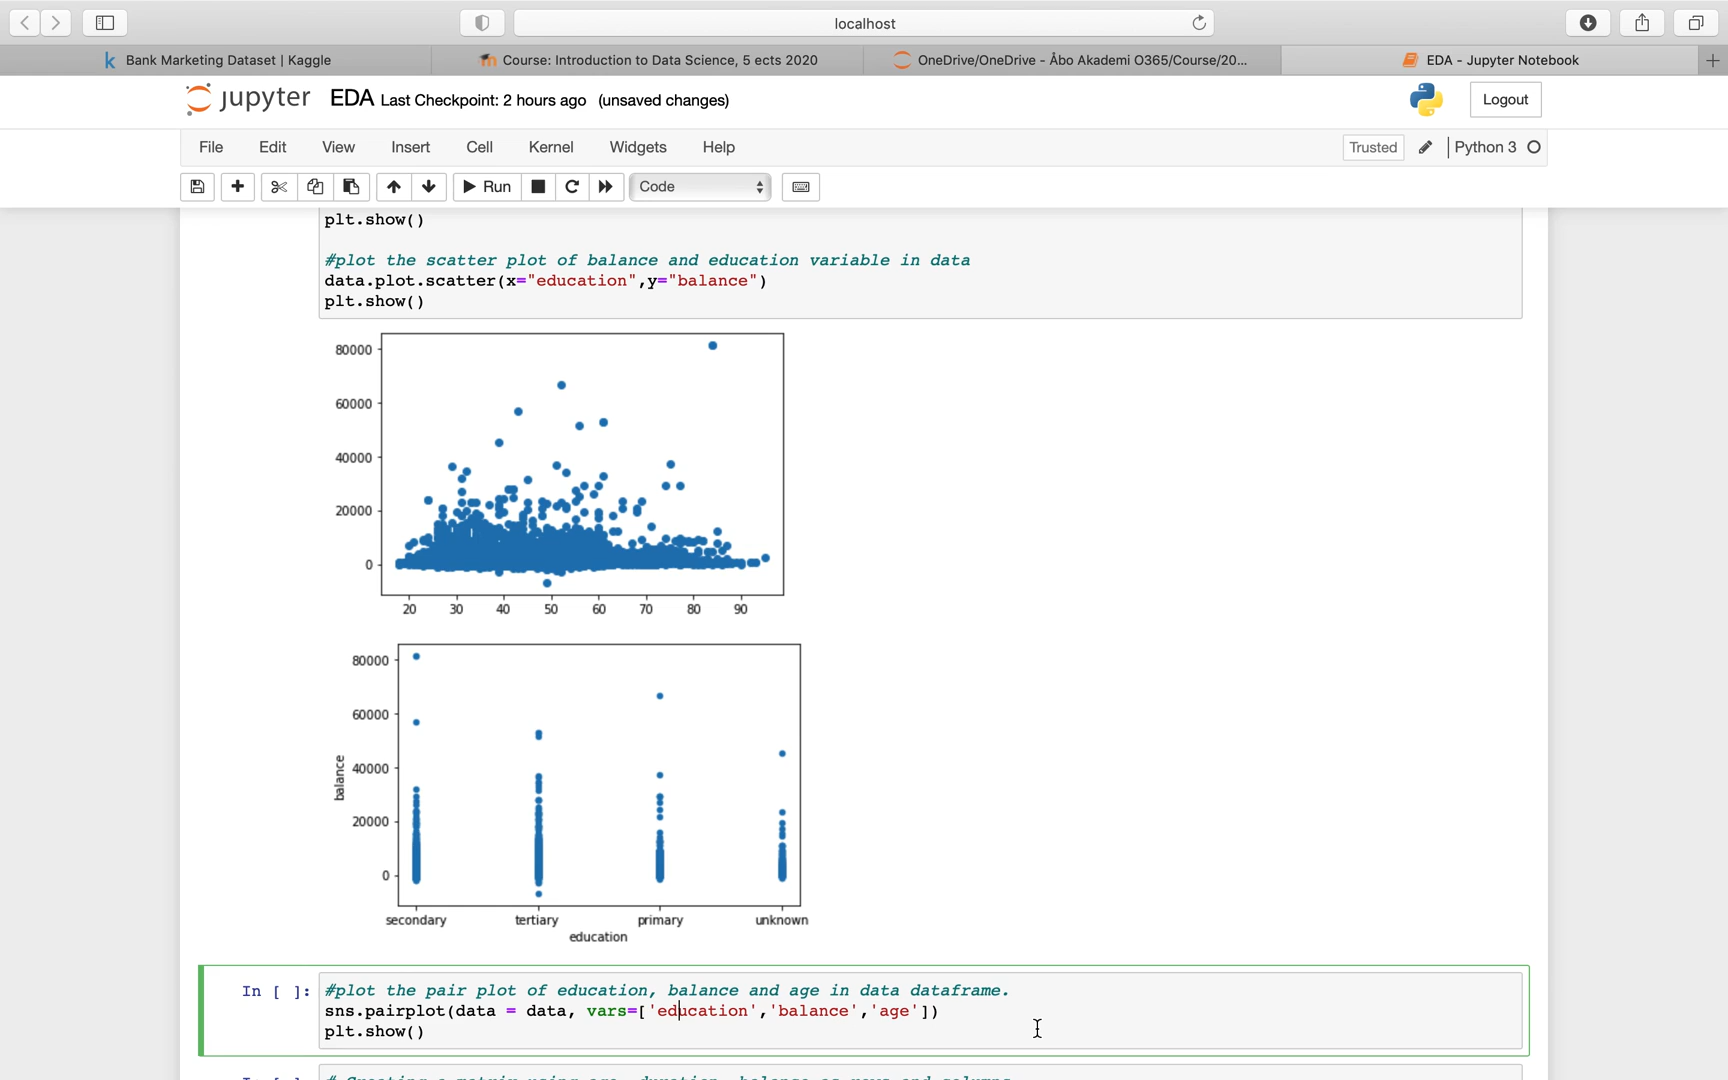 localhost
Bank Marketing Dataset | Kaggle
Course: Introduction to Data Science, 5 ects 2020
OneDrive/OneDrive - Åbo Akademi O365/Course/20...
EDA - Jupyter Notebook
jupyter EDA Last Checkpoint: 2 hours ago (unsaved changes)
Logout
File Edit View Insert Cell Kernel Widgets Help
Trusted Python 3
Run Code
plt.show()
#plot the scatter plot of balance and education variable in data
data.plot.scatter(x="education",y="balance")
plt.show()
80000
60000
40000
20000
0
20 30 40 50 60 70 80 90
80000
60000
40000
20000
0
balance
secondary tertiary primary unknown
education
In [ ]: #plot the pair plot of education, balance and age in data dataframe.
sns.pairplot(data = data, vars=['education','balance','age'])
plt.show()